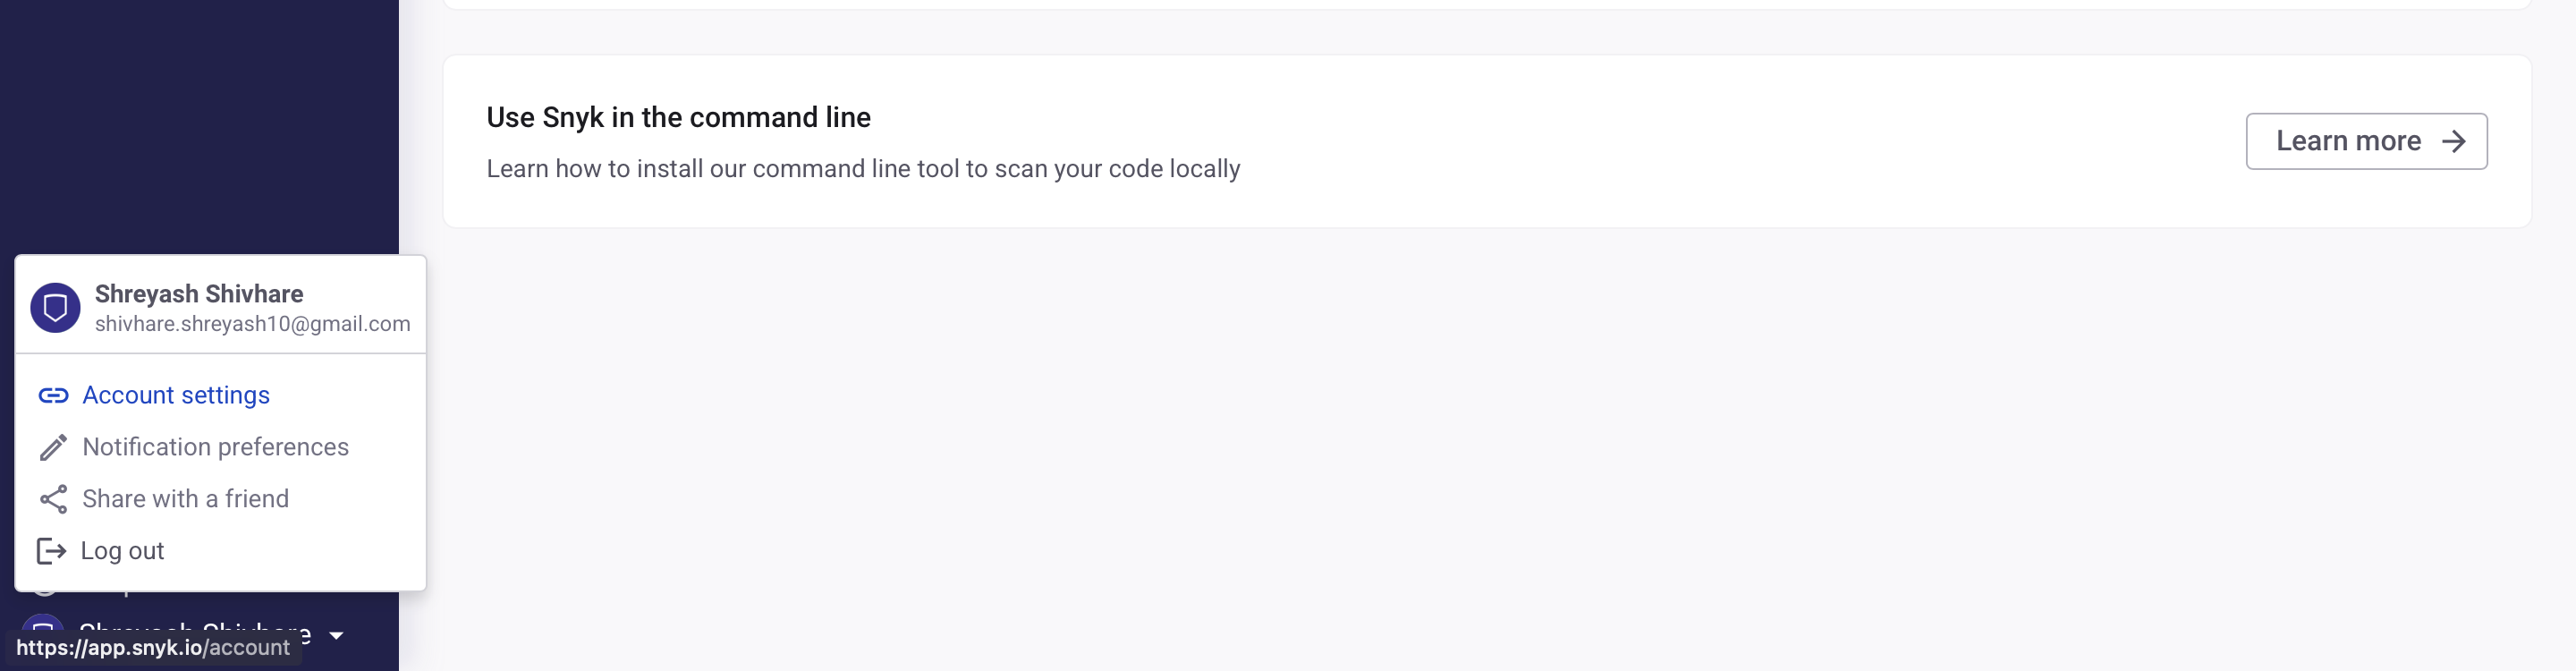 Use Snyk in the command line
Learn how to install our command line tool to scan your code locally
Learn more
Shreyash Shivhare
shivhare.shreyash10@gmail.com
Account settings
Notification preferences
Share with a friend
Log out
Shreyash Shivhare
https://app.snyk.io/account